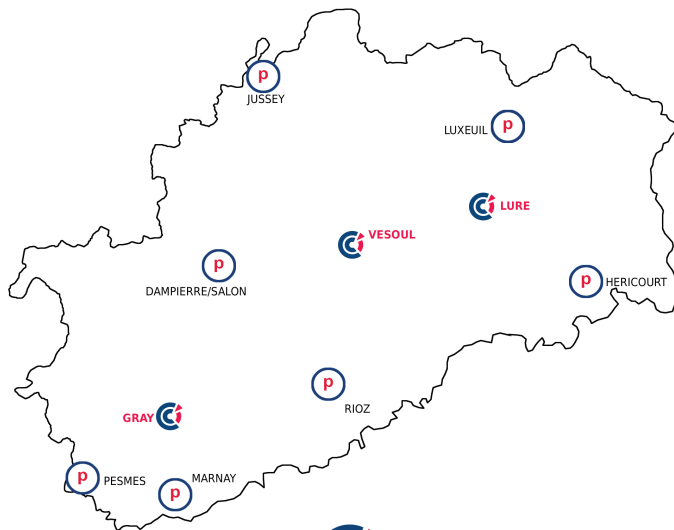 p
JUSSEY
p
LUXEUIL
LURE
VESOUL
p
DAMPIERRE/SALON
p
HERICOURT
p
RIOZ
GRAY
p
PESMES
p
MARNAY